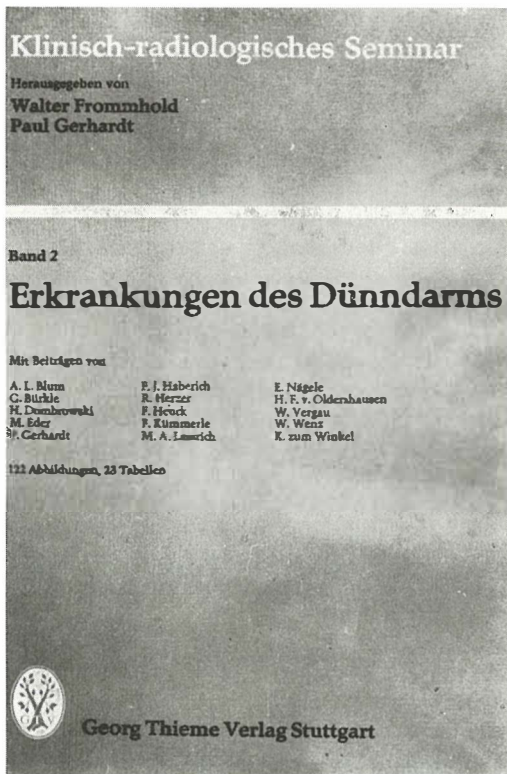 Klinisch-radiologisches Seminar
Herausgegeben von
Walter Frommhold
Paul Gerhardt
Band 2
Erkrankungen des Dünndarms
Mit Beiträgen von
A. L. Blum
G. Bürkle
H. Dombrowski
M. Eder
P. Gerhardt
F. J. Haberich
R. Herzer
F. Heuck
F. Kümmerle
M. A. Lassrich
E. Nägele
H. F. v. Oldershausen
W. Vergau
W. Wenz
K. zum Winkel
122 Abbildungen, 23 Tabellen
Georg Thieme Verlag Stuttgart